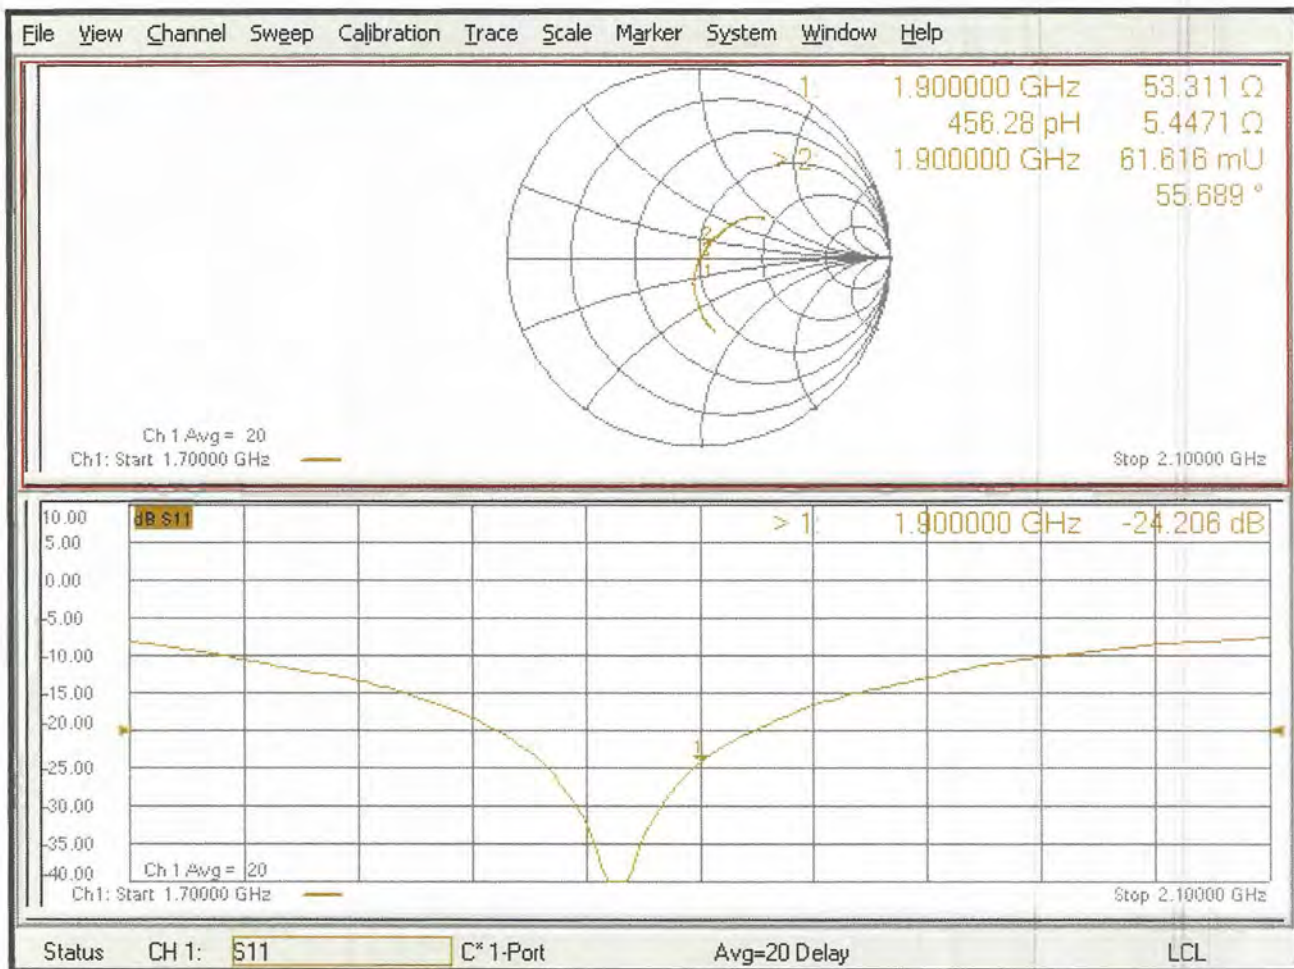 File View Channel Sweep Calibration Trace Scale Marker System Window Help
1: 1.900000 GHz 53.311 Ω
456.28 pH 5.4471 Ω
> 2: 1.900000 GHz 61.616 mU
55.689 °
2
1
Ch 1 Avg = 20
Ch1: Start 1.70000 GHz
Stop 2.10000 GHz
10.00
dB S11
> 1: 1.900000 GHz -24.206 dB
5.00
0.00
-5.00
-10.00
-15.00
-20.00
1
-25.00
-30.00
-35.00
-40.00
Ch 1 Avg = 20
Ch1: Start 1.70000 GHz
Stop 2.10000 GHz
Status CH 1: S11 C* 1-Port Avg=20 Delay LCL